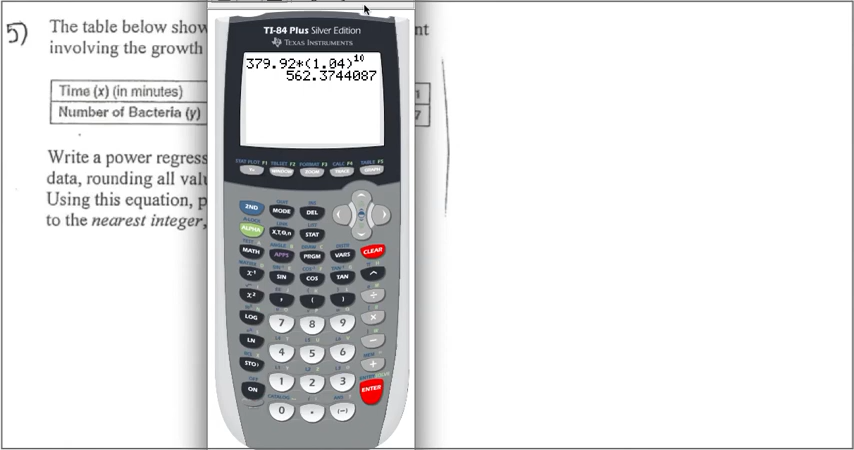 5) The table below show nt
involving the growth
Time (x) (in minutes) 1
Number of Bacteria (y) 7
Write a power regress
data, rounding all valu
Using this equation, p
to the nearest integer,
TI-84 Plus Silver Edition
TEXAS INSTRUMENTS
379.92*(1.04)^10
562.3744087
STAT PLOT F1 TBLSET F2 FORMAT F3 CALC F4 TABLE F5
Y= WINDOW ZOOM TRACE GRAPH
2ND MODE DEL
ALPHA X,T,Θ,n STAT
MATH APPS PRGM VARS CLEAR
X⁻¹ SIN COS TAN ^
X² , ( ) ÷
LOG 7 8 9 ×
LN 4 5 6 −
STO› 1 2 3 +
ON 0 . (−) ENTER